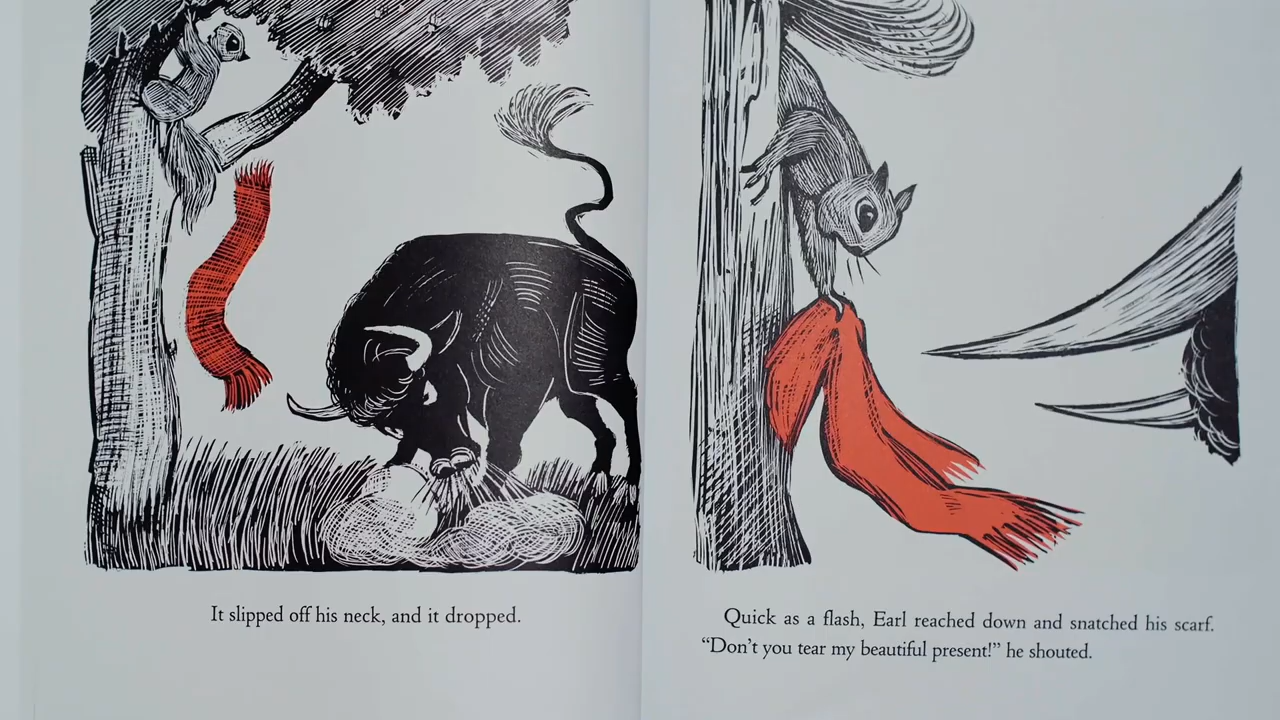 It slipped off his neck, and it dropped.
Quick as a flash, Earl reached down and snatched his scarf.
“Don’t you tear my beautiful present!” he shouted.